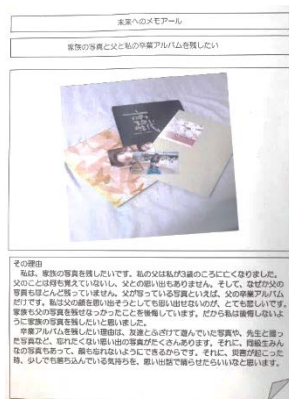 未来へのメモアール
家族の写真と父と私の卒業アルバムを残したい
その理由
私は、家族の写真を残したいです。私の父は私が3歳のころに亡くなりました。
父のことは何も覚えていないし、父との思い出もありません。そして、なぜか父の
写真もほとんど残っていません。父が写っている写真といえば、父の卒業アルバム
だけです。私は父の顔を思い出そうとしても思い出せないのが、とても悲しいです。
家族も父の写真を残せなかったことを後悔しています。だから私は後悔しないよ
うに家族の写真を残したいと思いました。
卒業アルバムを残したい理由は、友達とふざけて遊んでいた写真や、先生と撮っ
た写真など、忘れたくない思い出の写真がたくさんあります。それに、同級生みん
なの写真もあって、顔も忘れないようにできるからです。それに、災害が起こった
時、少しでも落ち込んでいる気持ちを、思い出話で晴らせたらいいなと思います。